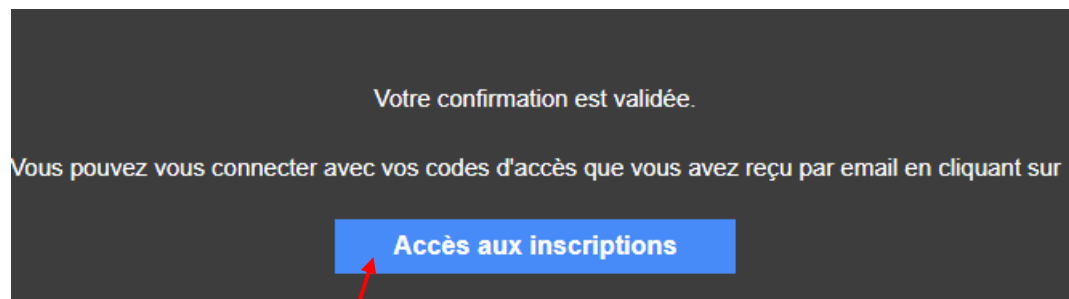 Votre confirmation est validée.
Vous pouvez vous connecter avec vos codes d'accès que vous avez reçu par email en cliquant sur
Accès aux inscriptions